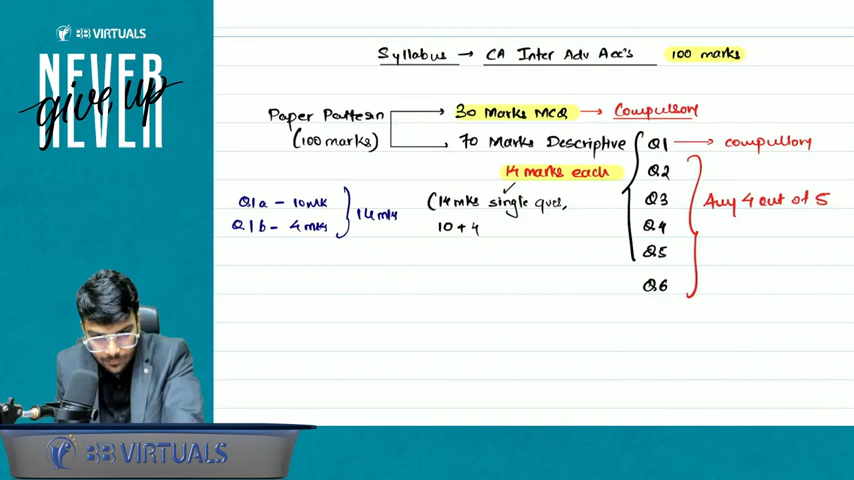 BB VIRTUALS
NEVER
give up
NEVER
Syllabus → CA Inter Adv Acc's 100 marks
Paper Pattern → 30 Marks MCQ → Compulsory
(100 marks) → 70 Marks Descriptive Q1 → compullory
14 marks each Q2
Q1a - 10mk (14mks single ques, Q3 Any 4 out of 5
Q1b - 4mks 14mks 10 + 4 Q4
Q5
Q6
BB VIRTUALS